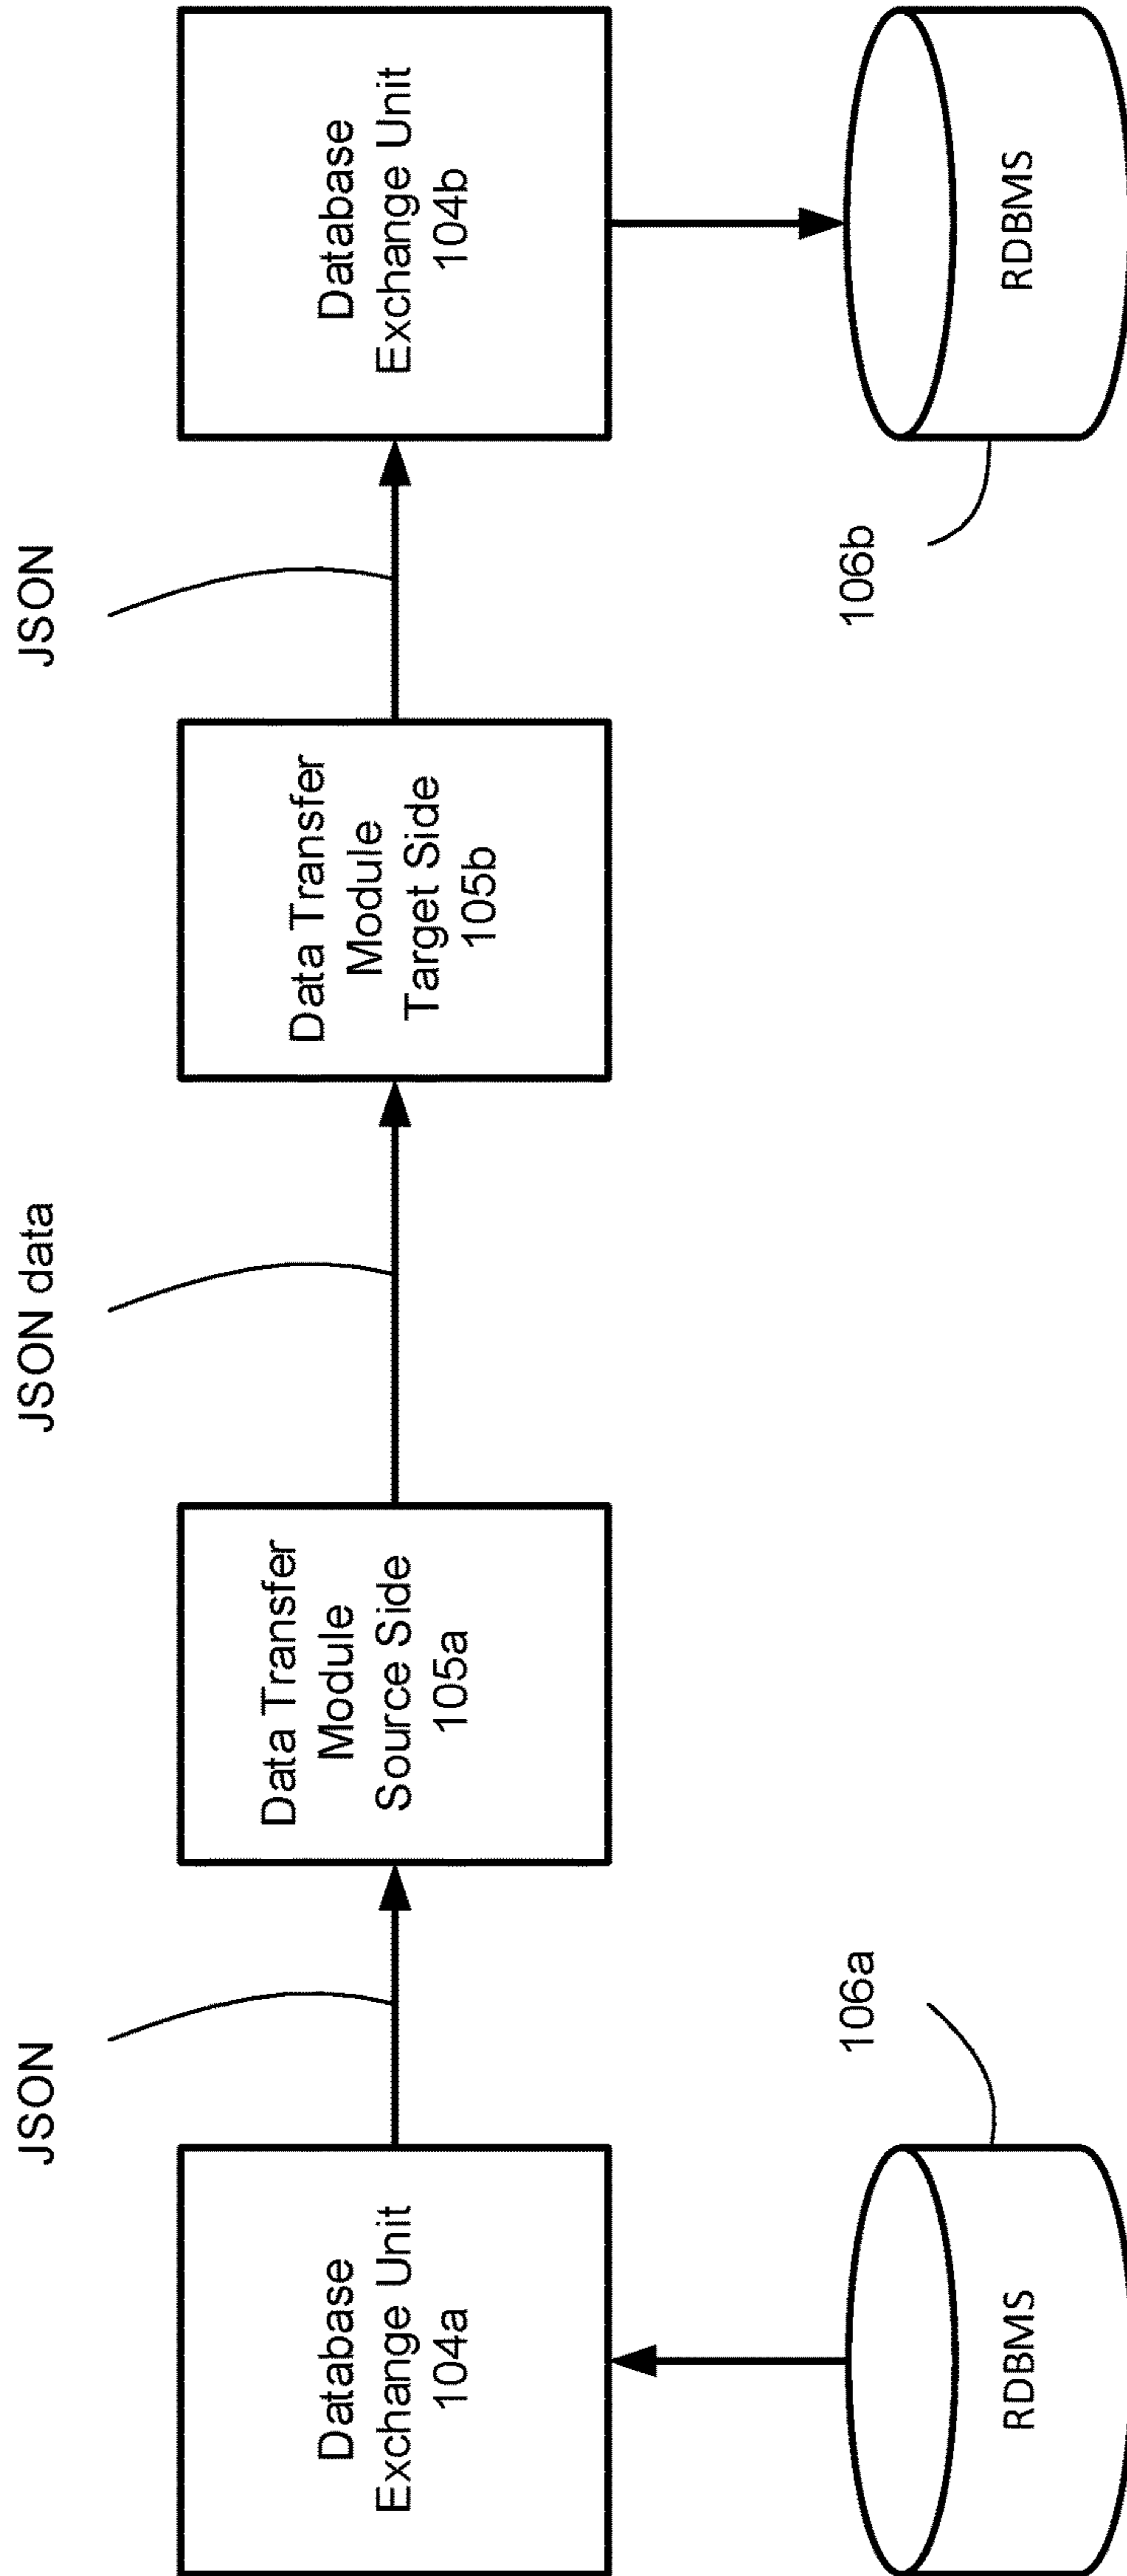 JSON
JSON data
JSON
Database
Exchange Unit
104a
Data Transfer
Module
Source Side
105a
Data Transfer
Module
Target Side
105b
Database
Exchange Unit
104b
106a
106b
RDBMS
RDBMS